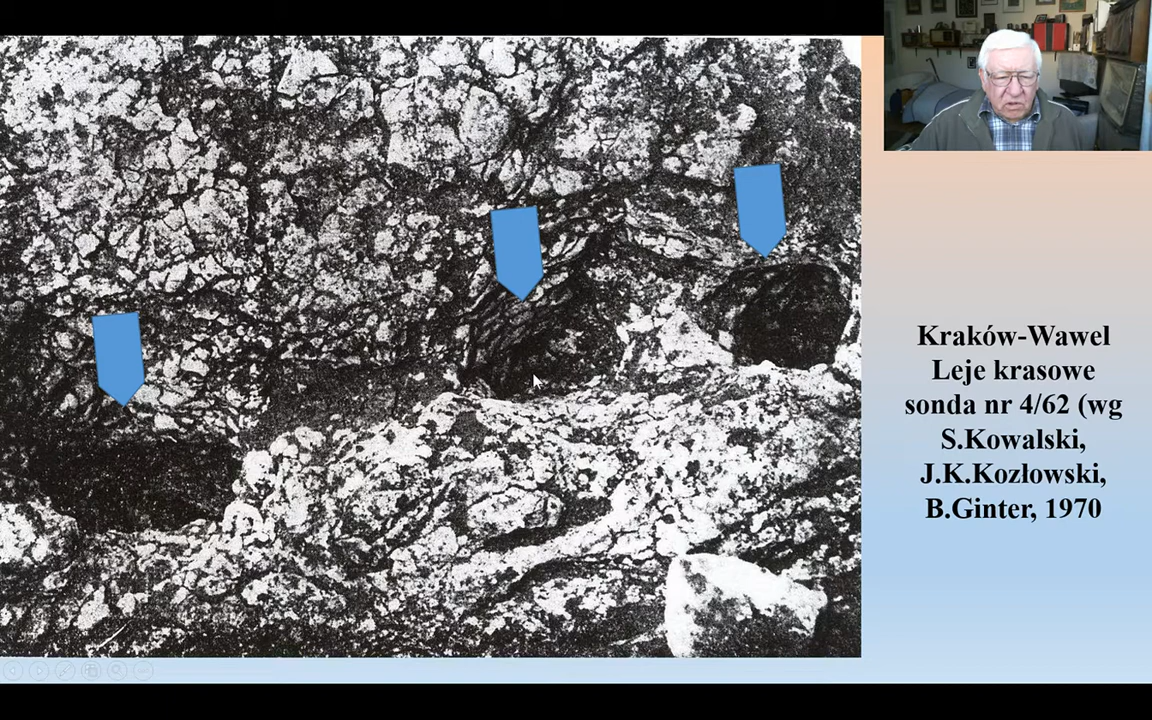 Kraków-Wawel
Leje krasowe
sonda nr 4/62 (wg
S.Kowalski,
J.K.Kozłowski,
B.Ginter, 1970